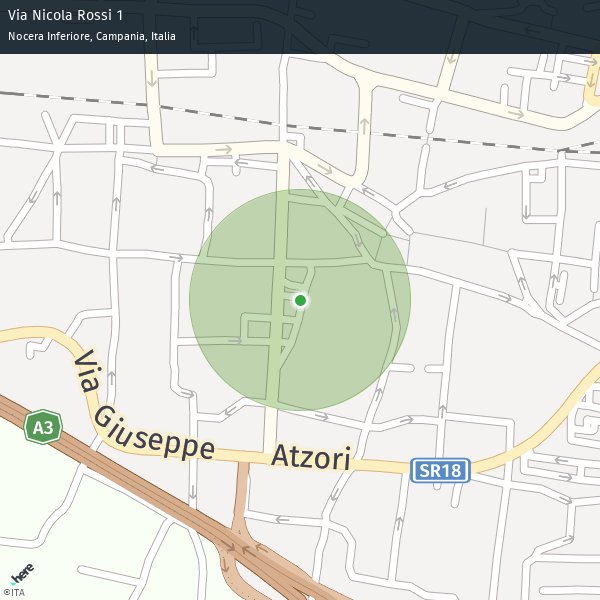 Via Nicola Rossi 1
Nocera Inferiore, Campania, Italia
Via Giuseppe Atzori
A3
SR18
here
©ITA